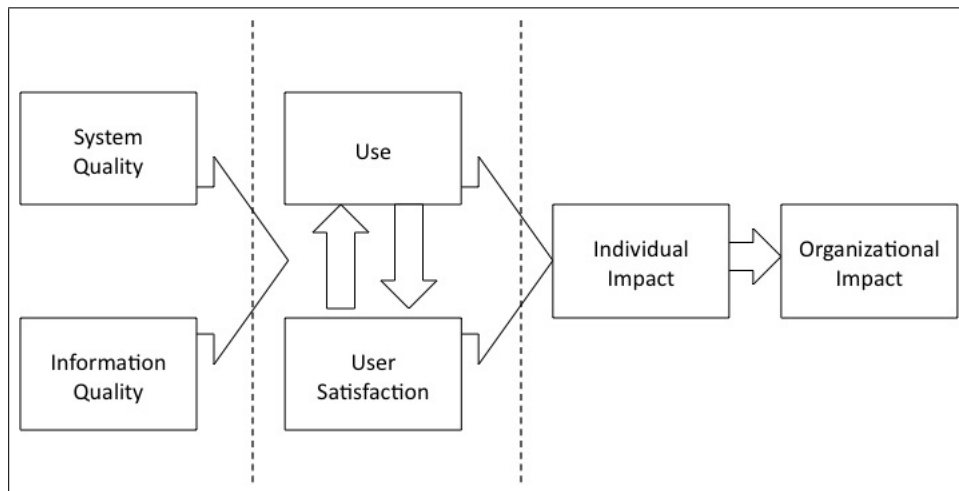 System
Quality
Information
Quality
Use
User
Satisfaction
Individual
Impact
Organizational
Impact